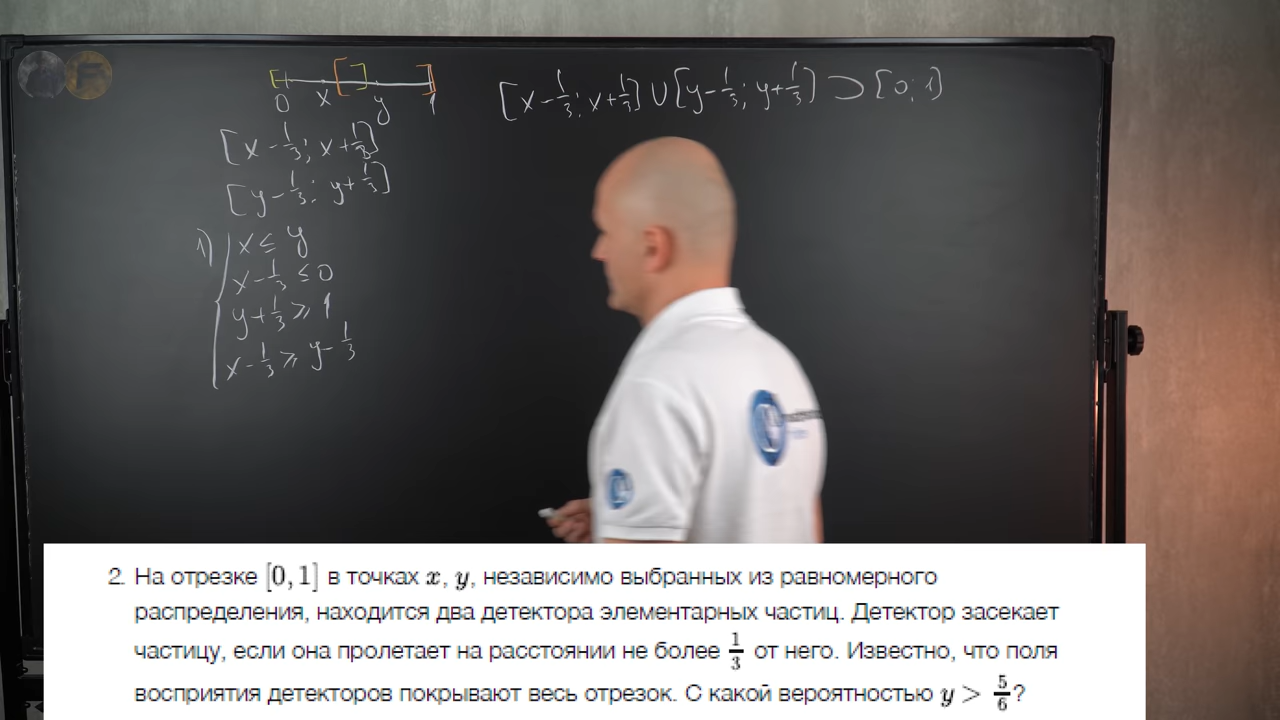 0 x y 1
[x - 1/3; x + 1/3] ∪ [y - 1/3; y + 1/3] ⊃ [0; 1]
[x - 1/3; x + 1/3]
[y - 1/3; y + 1/3]
1) { x ≤ y
x - 1/3 ≤ 0
y + 1/3 ≥ 1
x - 1/3 ≥ y - 1/3
2. На отрезке [0, 1] в точках x, y, независимо выбранных из равномерного
распределения, находится два детектора элементарных частиц. Детектор засекает
частицу, если она пролетает на расстоянии не более 1/3 от него. Известно, что поля
восприятия детекторов покрывают весь отрезок. С какой вероятностью y > 5/6?